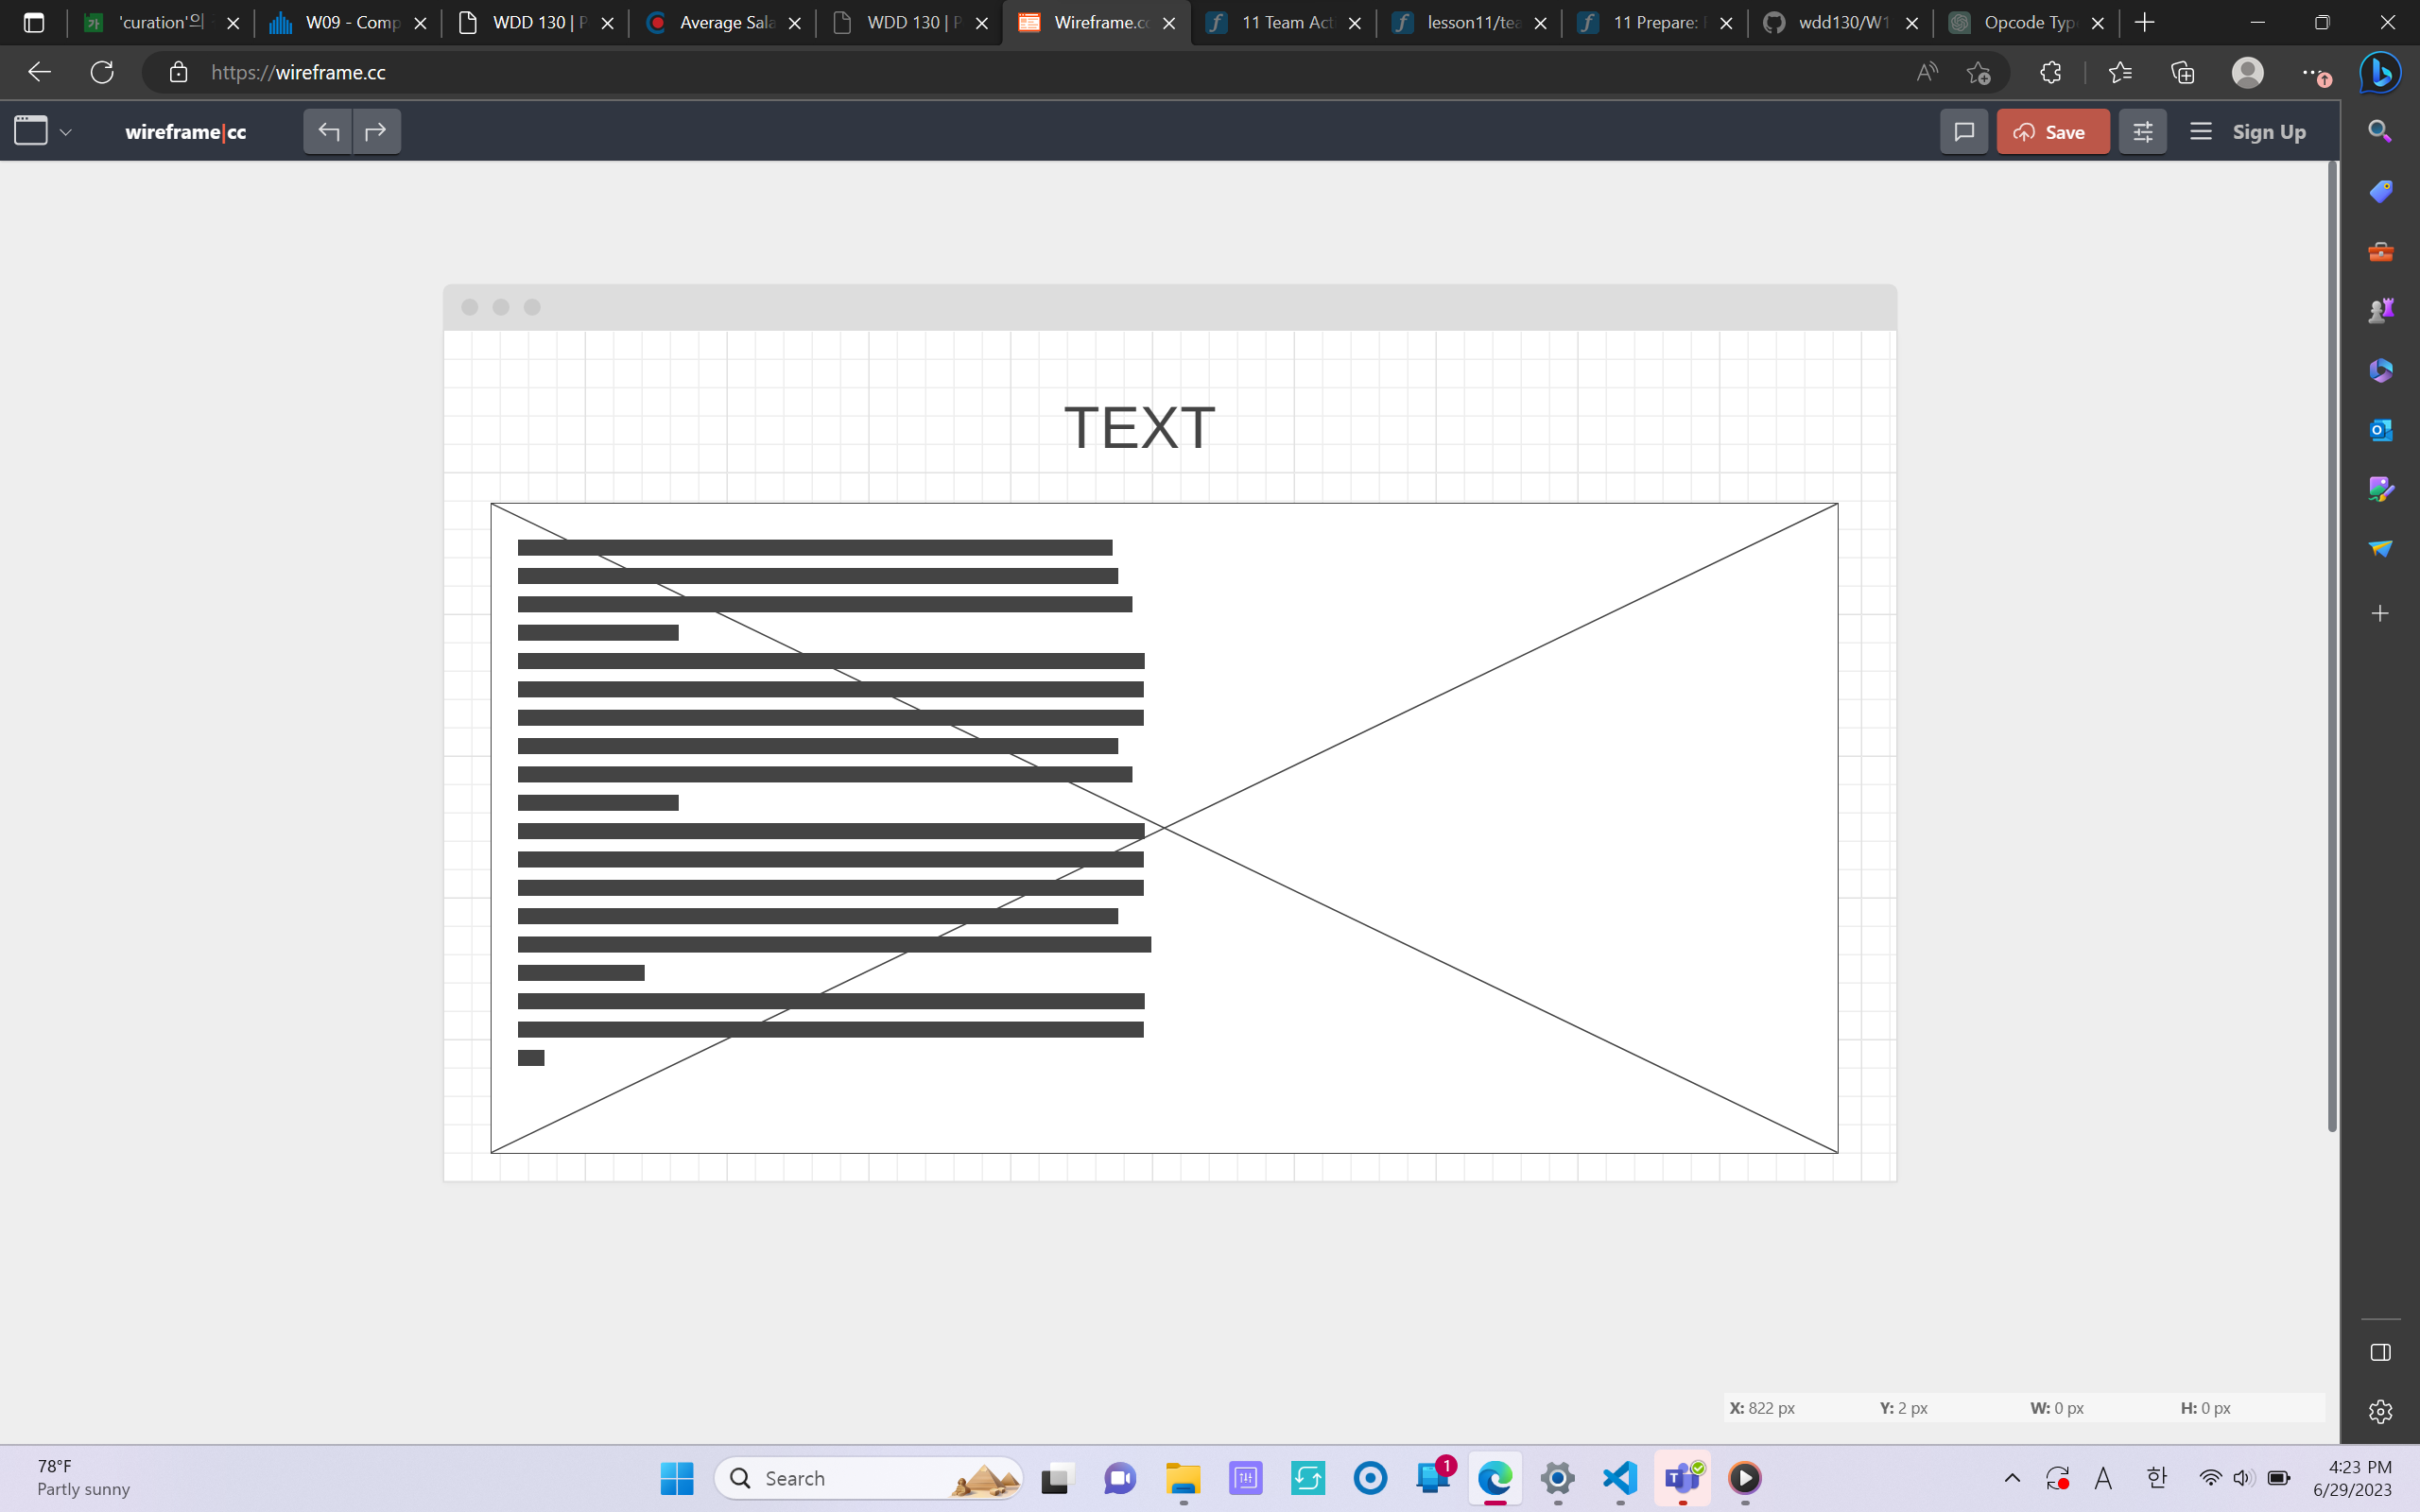 'curation'의
W09 - Comp
WDD 130 | P
Average Sala
WDD 130 | P
Wireframe.cc
11 Team Act
lesson11/tea
11 Prepare:
wdd130/W1
Opcode Type
https://wireframe.cc
wireframe|cc
Save
Sign Up
TEXT
X: 822 px
Y: 2 px
W: 0 px
H: 0 px
78°F
Partly sunny
Search
1
A
한
4:23 PM
6/29/2023